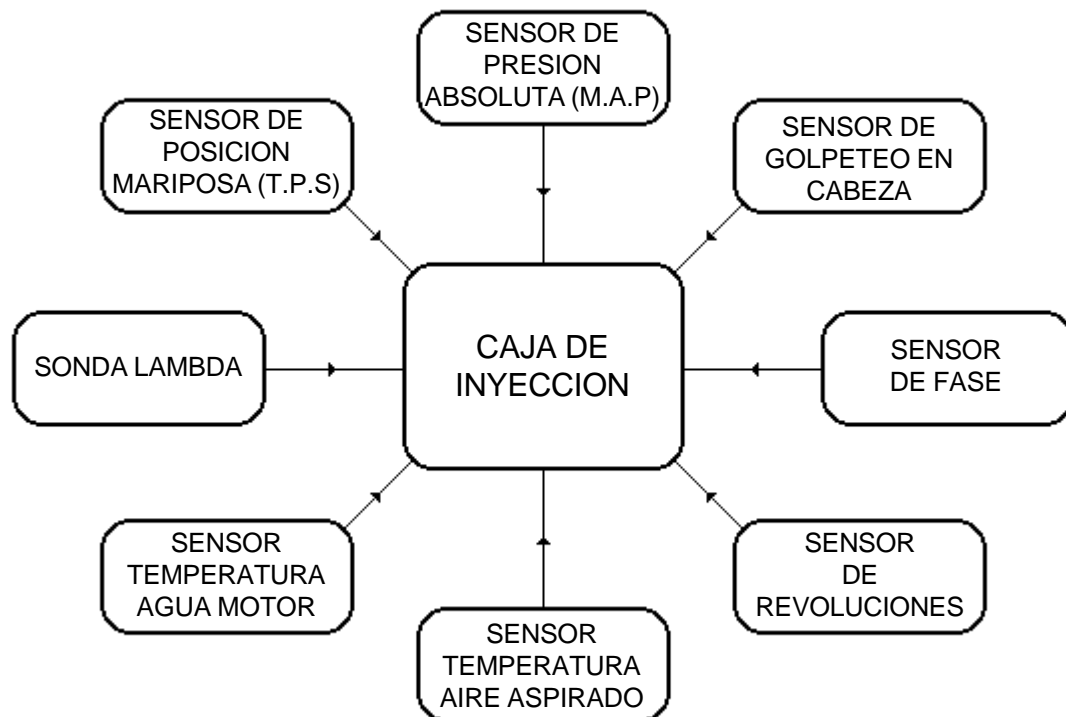 SENSOR DE
PRESION
ABSOLUTA (M.A.P)
SENSOR DE
POSICION
MARIPOSA (T.P.S)
SENSOR DE
GOLPETEO EN
CABEZA
SONDA LAMBDA
CAJA DE
INYECCION
SENSOR
DE FASE
SENSOR
TEMPERATURA
AGUA MOTOR
SENSOR
TEMPERATURA
AIRE ASPIRADO
SENSOR
DE
REVOLUCIONES